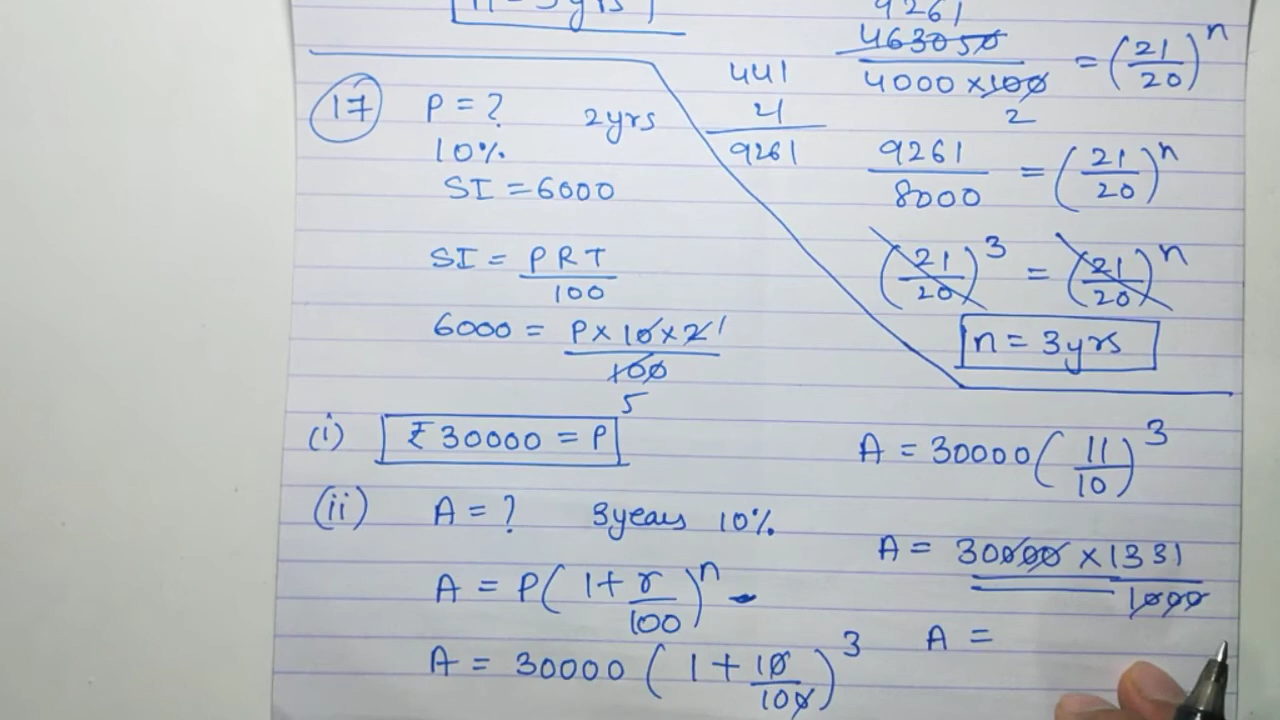 9261
463050 / 4000 × 100 = (21/20)^n
2
441
21
9261
9261/8000 = (21/20)^n
(21/20)^3 = (21/20)^n
n = 3yrs
17 P = ? 2yrs
10%
SI = 6000
SI = PRT/100
6000 = P × 10 × 2 1 / 100
5
(i) ₹ 30000 = P
(ii) A = ? 3years 10%
A = P(1 + r/100)^n
A = 30000 (1 + 10/100)^3
A = 30000 (11/10)^3
A = 30000 × 1331 / 1000
A =